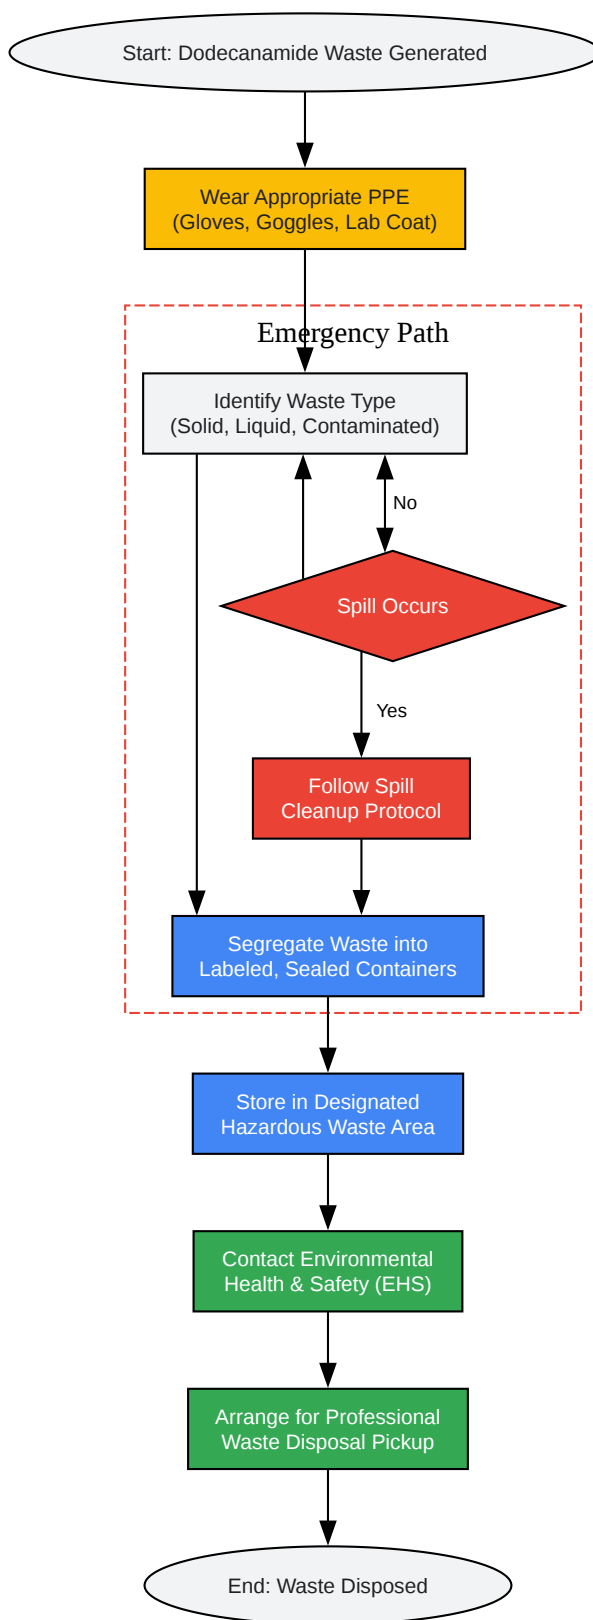 Start: Dodecanamide Waste Generated
Wear Appropriate PPE
(Gloves, Goggles, Lab Coat)
Emergency Path
Identify Waste Type
(Solid, Liquid, Contaminated)
No
Spill Occurs
Yes
Follow Spill
Cleanup Protocol
Segregate Waste into
Labeled, Sealed Containers
Store in Designated
Hazardous Waste Area
Contact Environmental
Health & Safety (EHS)
Arrange for Professional
Waste Disposal Pickup
End: Waste Disposed